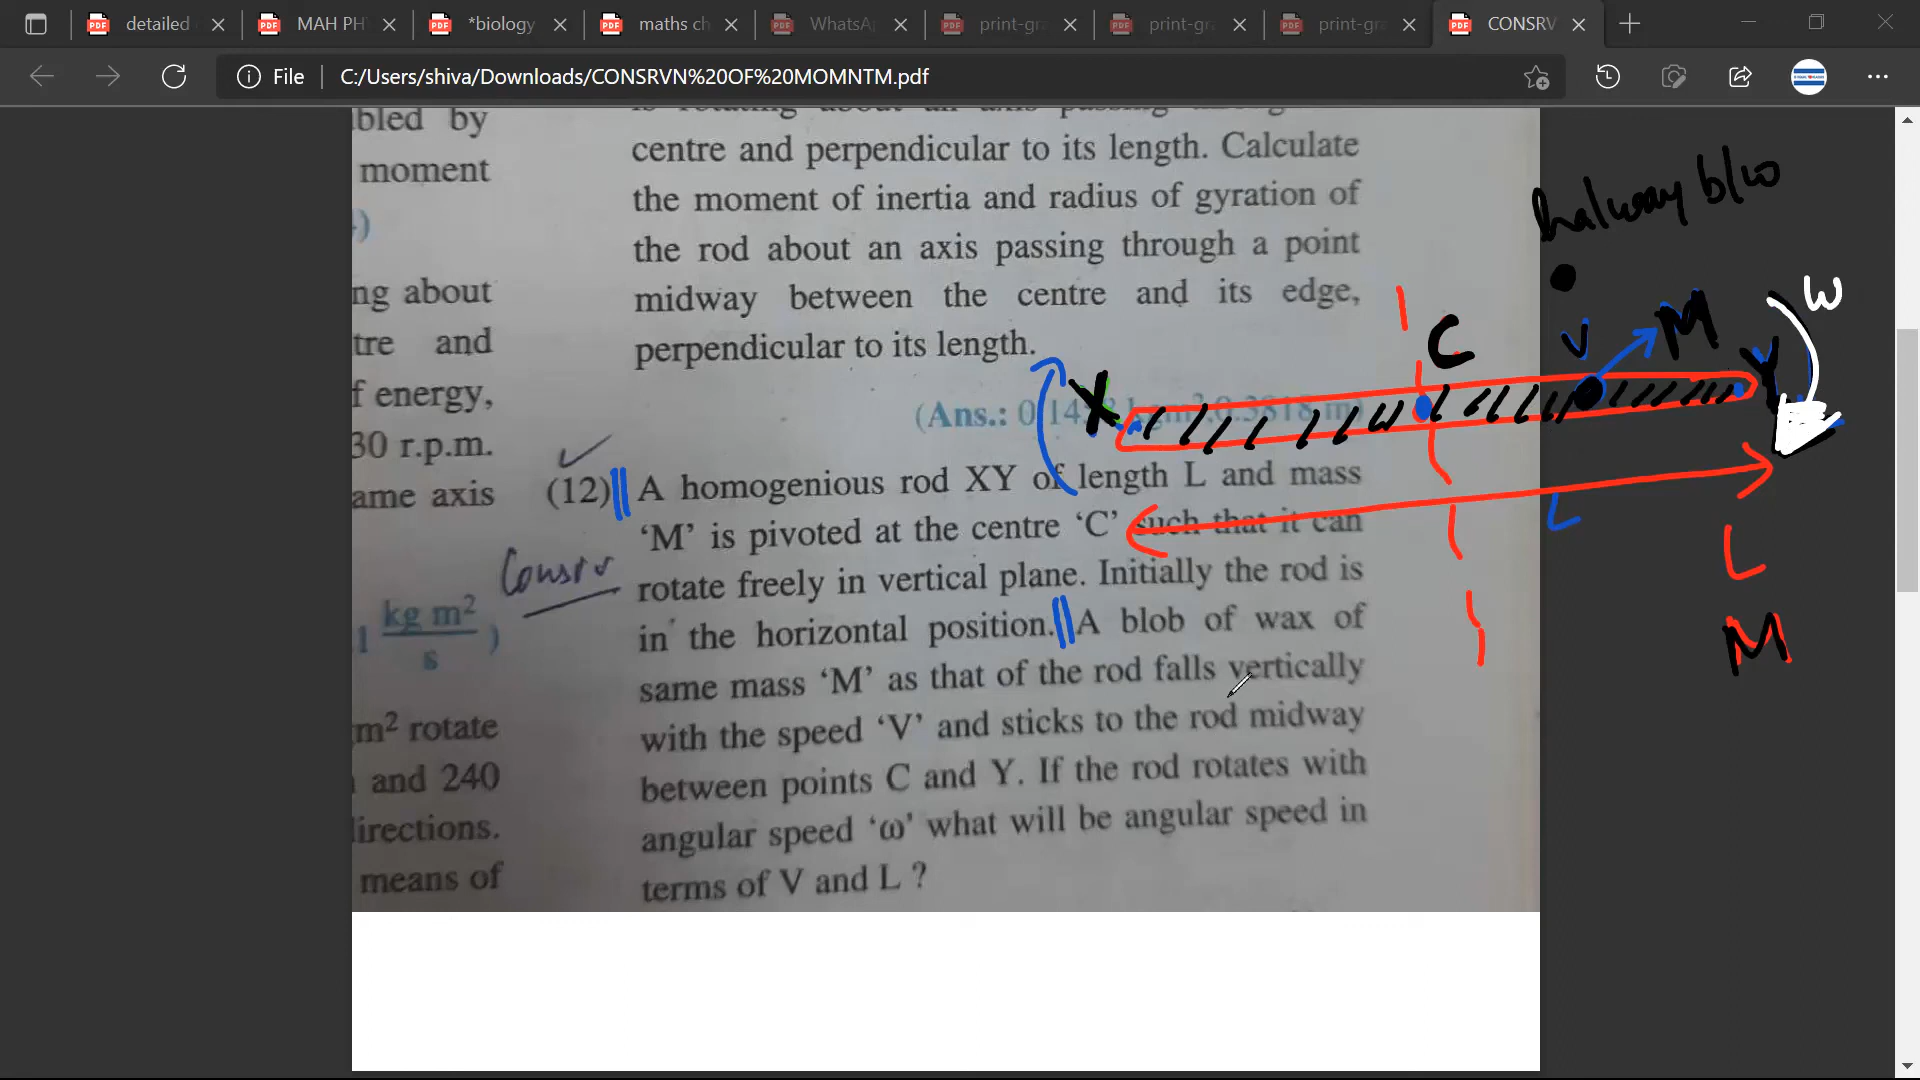 detailed
MAH PH
*biology
maths ch
WhatsA
print-gr
print-gr
print-gr
CONSRV
File
C:/Users/shiva/Downloads/CONSRVN%20OF%20MOMNTM.pdf
bled by
moment
)
ng about
tre and
f energy,
30 r.p.m.
ame axis
kg m²
s
)
m² rotate
and 240
directions.
means of
centre and perpendicular to its length. Calculate
the moment of inertia and radius of gyration of
the rod about an axis passing through a point
midway between the centre and its edge,
perpendicular to its length.
(Ans.: 0.14 kgm², 0.3818 m)
(12) A homogenious rod XY of length L and mass
'M' is pivoted at the centre 'C' such that it can
rotate freely in vertical plane. Initially the rod is
in the horizontal position. A blob of wax of
same mass 'M' as that of the rod falls vertically
with the speed 'V' and sticks to the rod midway
between points C and Y. If the rod rotates with
angular speed 'ω' what will be angular speed in
terms of V and L ?
Consrv
halfway b/w
X
C
V
M
Y
W
L
L
M